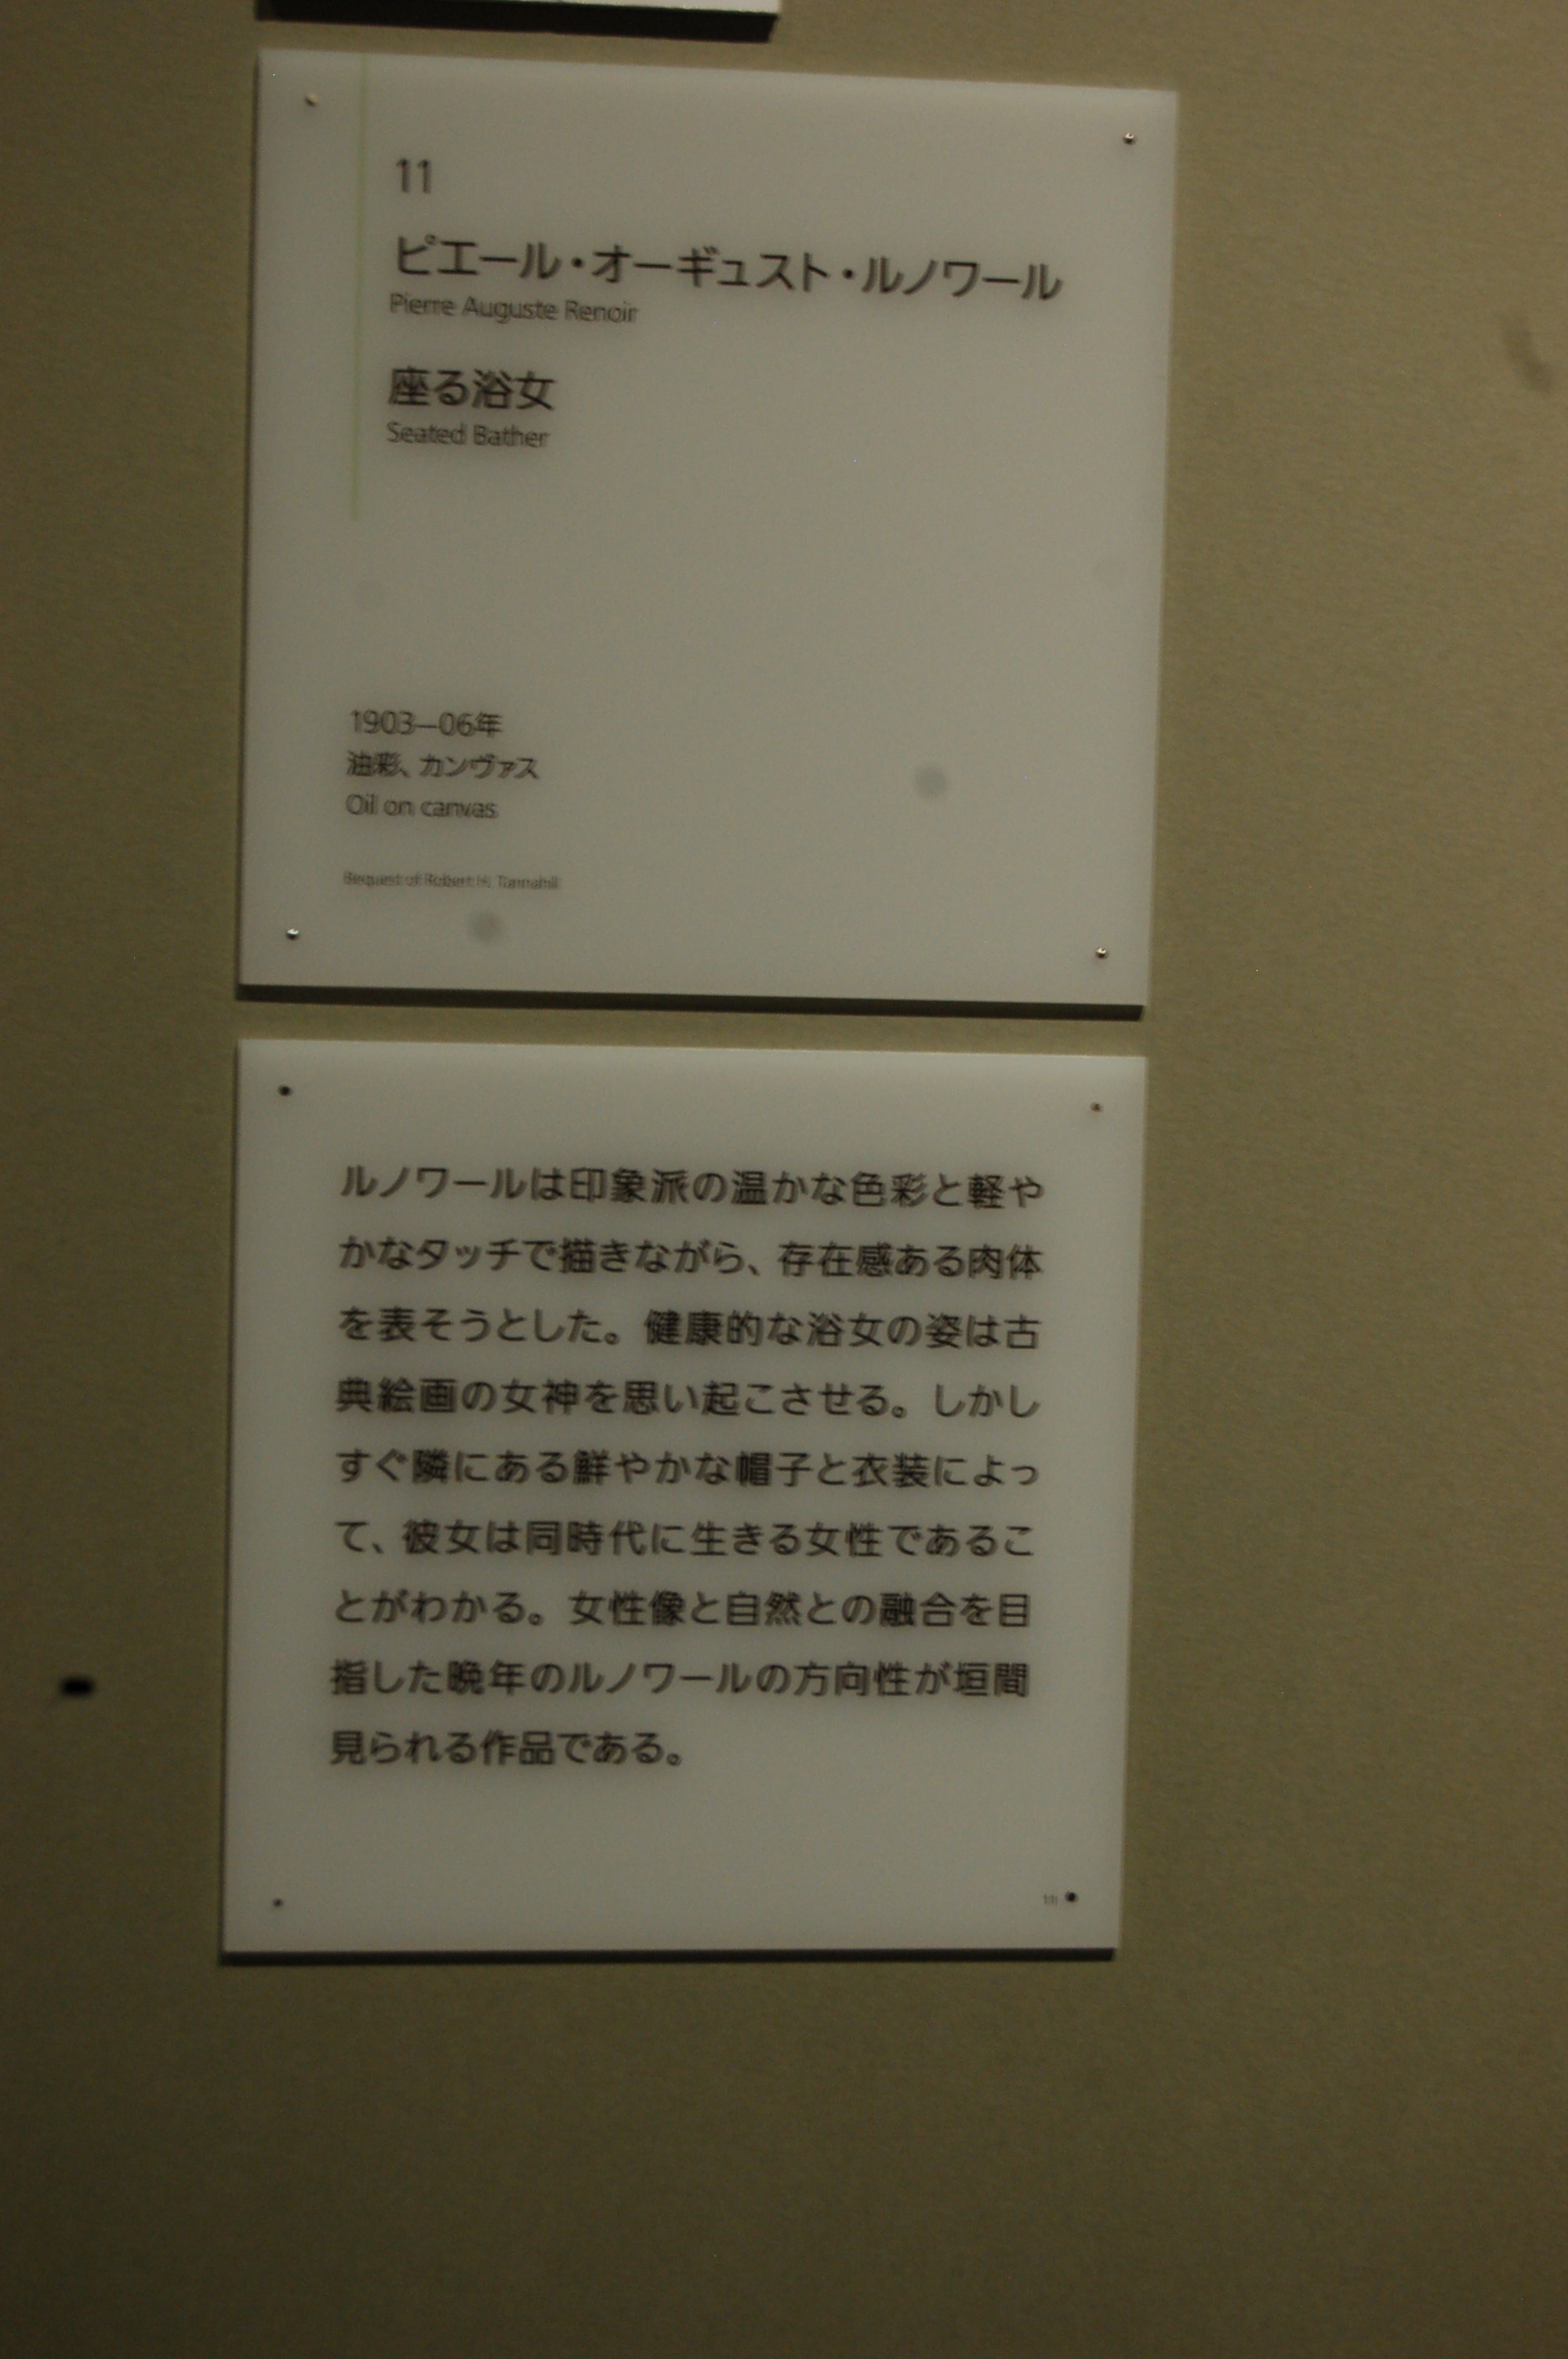 11
ピエール・オーギュスト・ルノワール
Pierre Auguste Renoir
座る浴女
Seated Bather
1903—06年
油彩、カンヴァス
Oil on canvas
Bequest of Robert H. Tannahill
ルノワールは印象派の温かな色彩と軽や
かなタッチで描きながら、存在感ある肉体
を表そうとした。健康的な浴女の姿は古
典絵画の女神を思い起こさせる。しかし
すぐ隣にある鮮やかな帽子と衣装によっ
て、彼女は同時代に生きる女性であるこ
とがわかる。女性像と自然との融合を目
指した晩年のルノワールの方向性が垣間
見られる作品である。